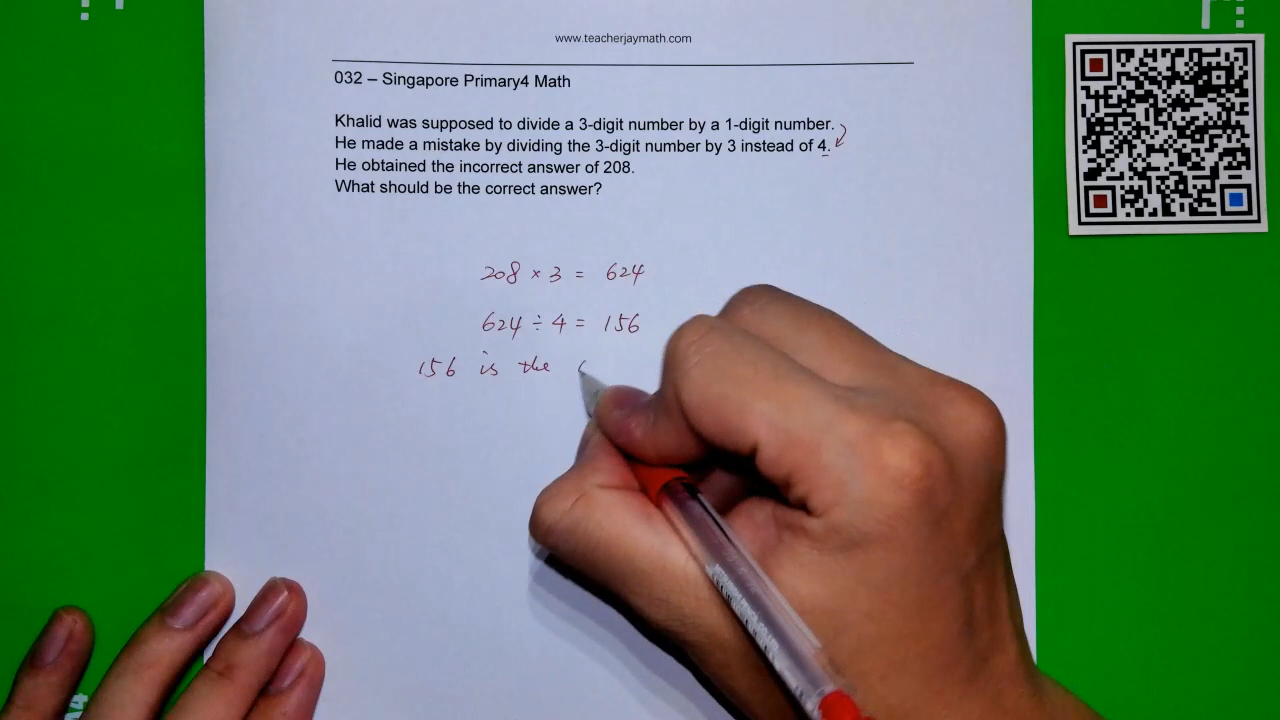 www.teacherjaymath.com
032 – Singapore Primary4 Math
Khalid was supposed to divide a 3-digit number by a 1-digit number.
He made a mistake by dividing the 3-digit number by 3 instead of 4.
He obtained the incorrect answer of 208.
What should be the correct answer?
208 × 3 = 624
624 ÷ 4 = 156
156 is the